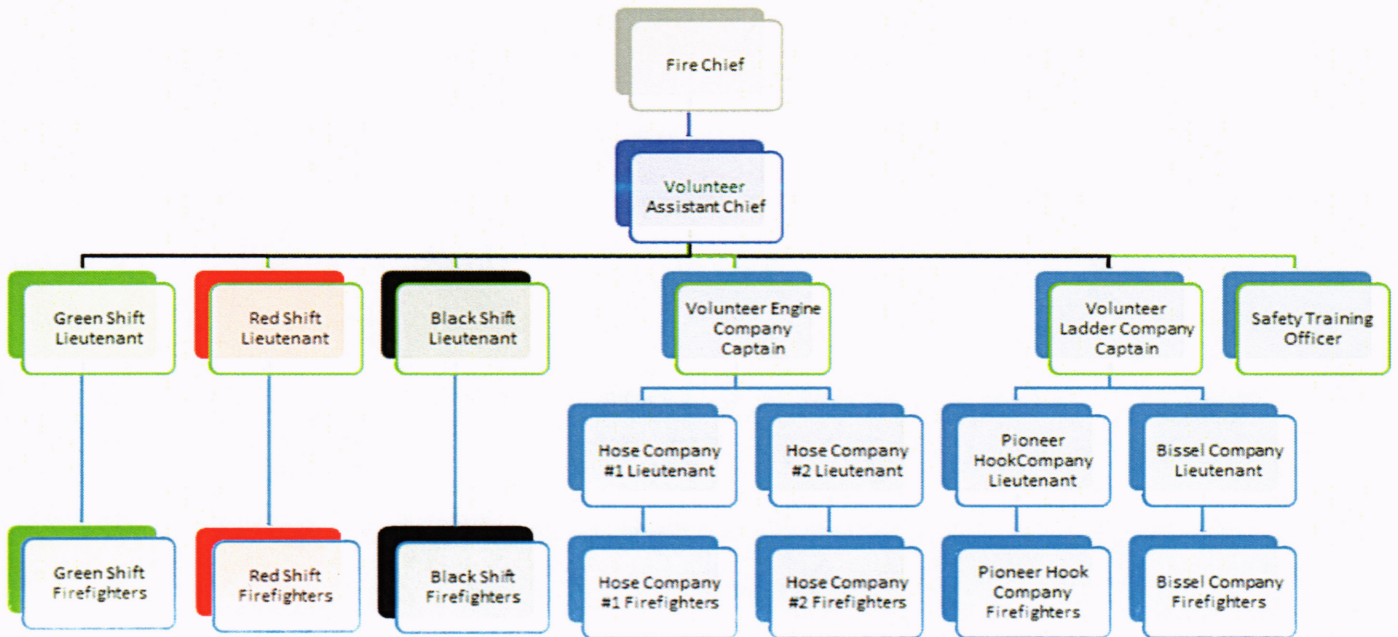 Fire Chief
Volunteer
Assistant Chief
Green Shift
Lieutenant
Red Shift
Lieutenant
Black Shift
Lieutenant
Volunteer Engine
Company
Captain
Volunteer
Ladder Company
Captain
Safety Training
Officer
Hose Company
#1 Lieutenant
Hose Company
#2 Lieutenant
Pioneer
HookCompany
Lieutenant
Bissel Company
Lieutenant
Green Shift
Firefighters
Red Shift
Firefighters
Black Shift
Firefighters
Hose Company
#1 Firefighters
Hose Company
#2 Firefighters
Pioneer Hook
Company
Firefighters
Bissel Company
Firefighters